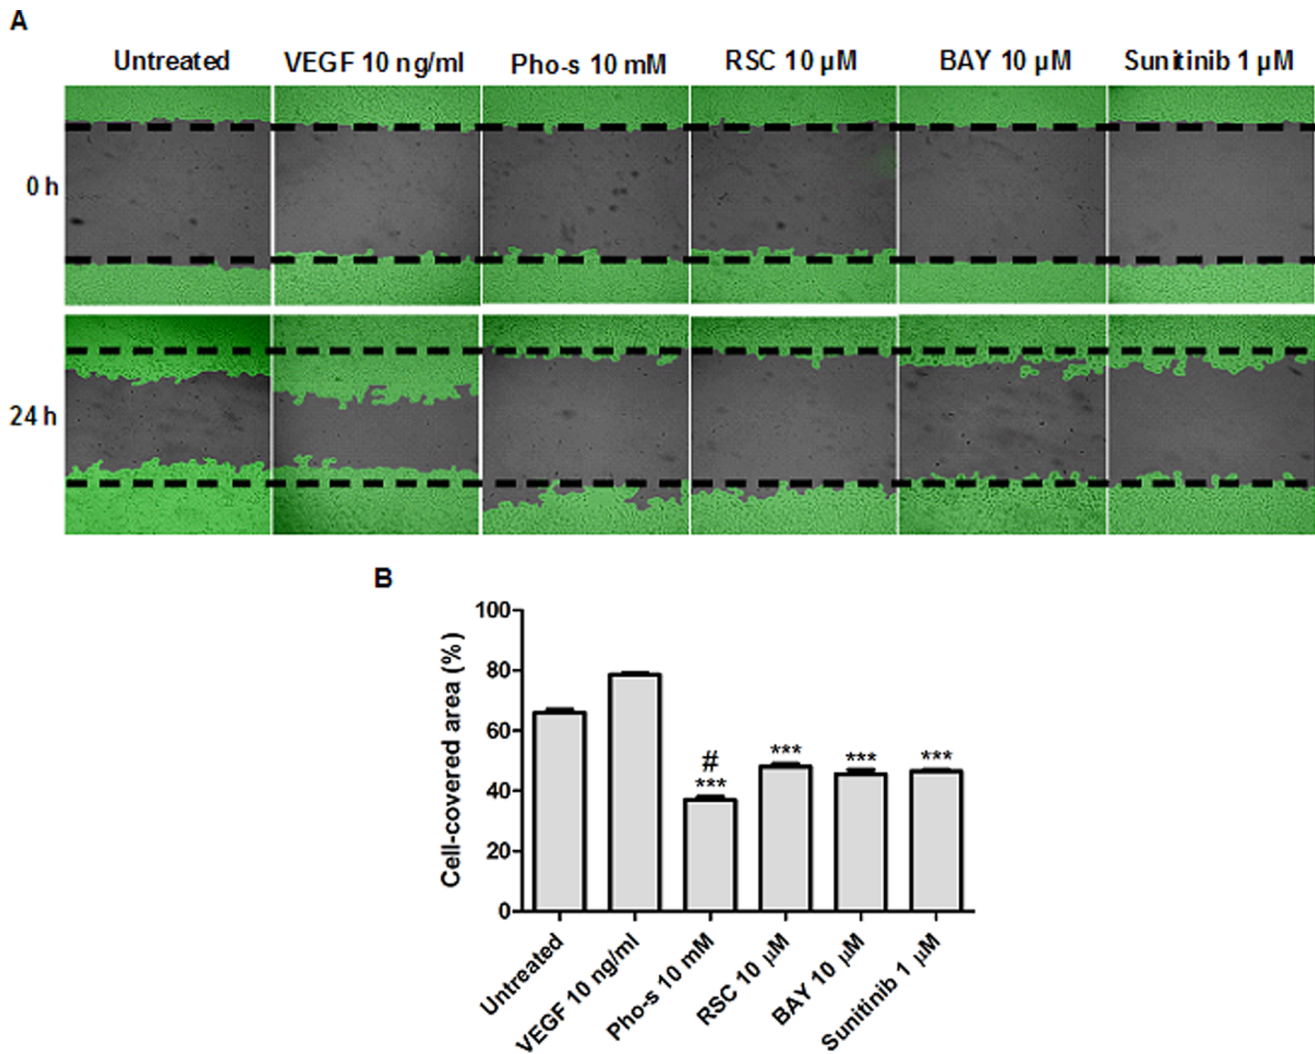 A
Untreated VEGF 10 ng/ml Pho-s 10 mM RSC 10 µM BAY 10 µM Sunitinib 1 µM
0 h
24 h
B
100
80
60
40
20
0
Cell-covered area (%)
#
*** *** *** ***
Untreated
VEGF 10 ng/ml
Pho-s 10 mM
RSC 10 µM
BAY 10 µM
Sunitinib 1 µM